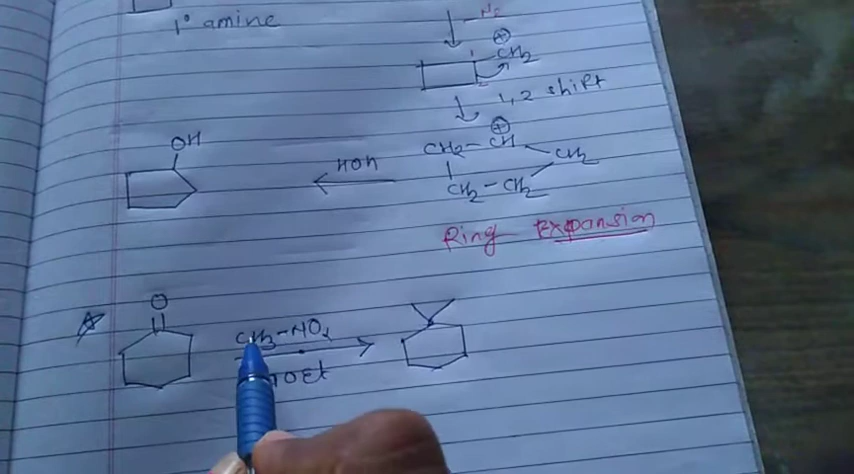 1° amine
-N2
⊕
CH2
1,2 shift
OH
HOH
⊕
CH2-CH
CH2
CH2-CH2
Ring Expansion
O
CH3-NO2
OEt